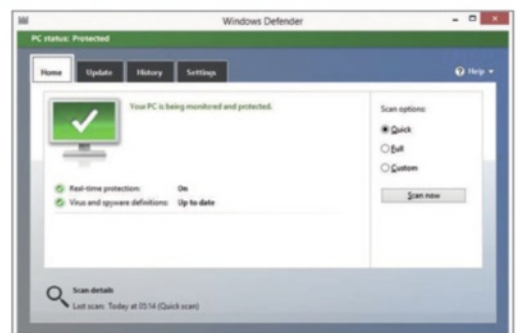 Windows Defender
PC status: Protected
Home Update History Settings Help
Your PC is being monitored and protected.
Scan options:
Quick
Full
Custom
Scan now
Real-time protection: On
Virus and spyware definitions: Up to date
Scan details
Last scan: Today at 05:14 (Quick scan)